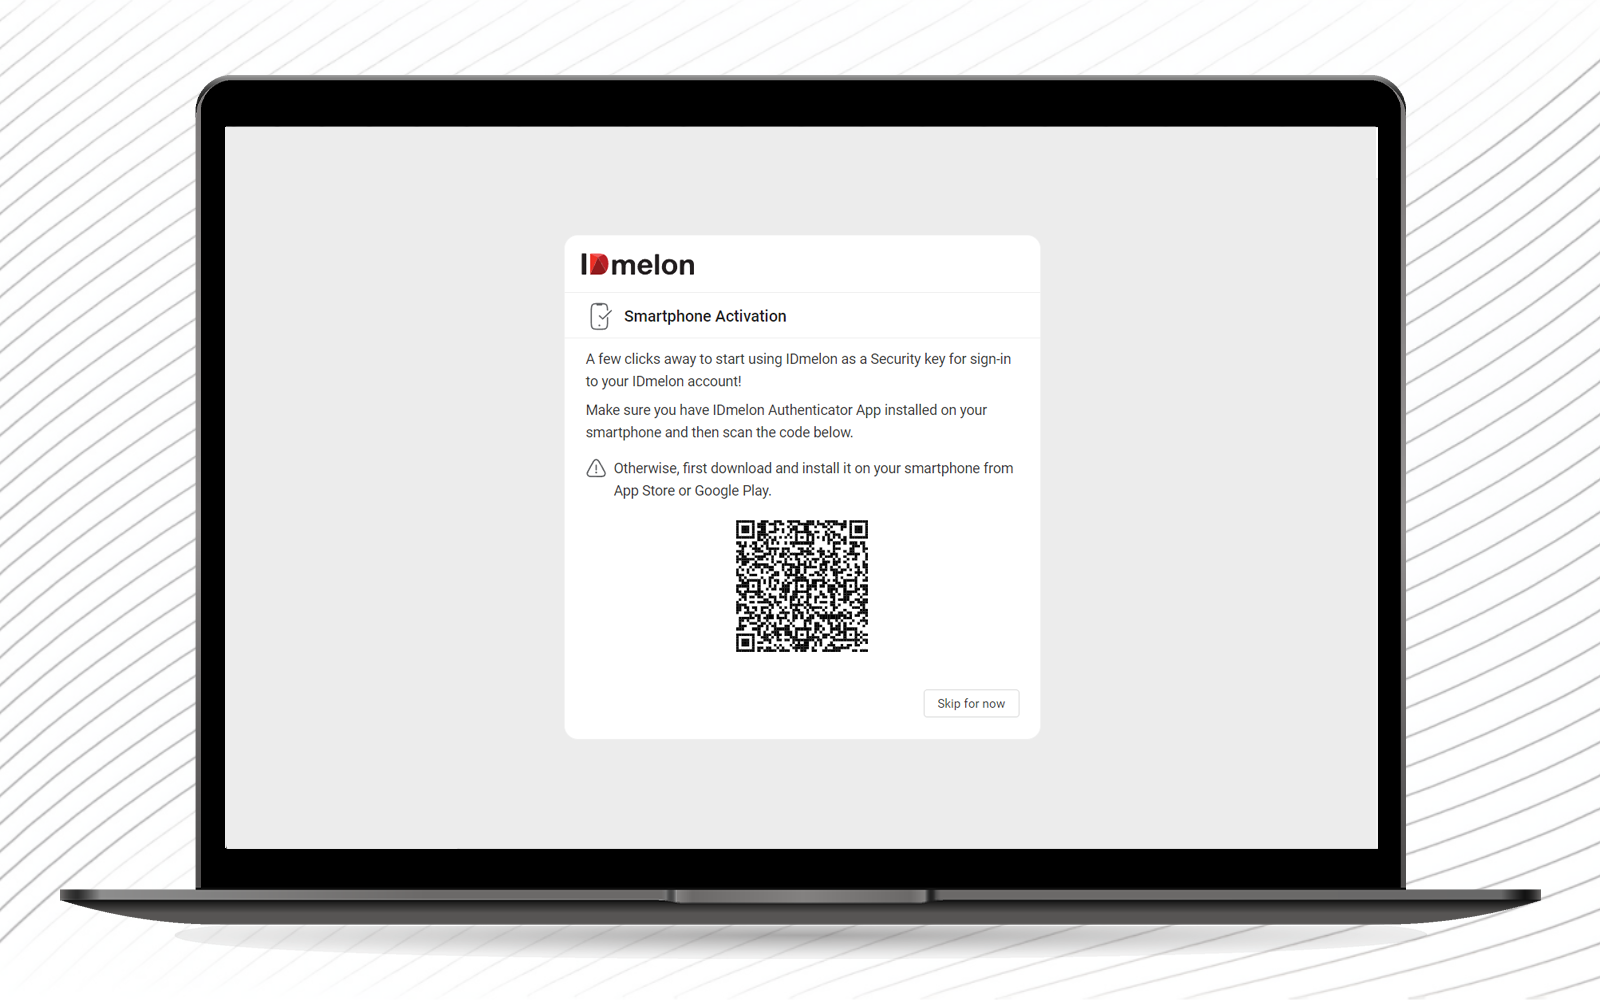 IDmelon
Smartphone Activation
A few clicks away to start using IDmelon as a Security key for sign-in
to your IDmelon account!
Make sure you have IDmelon Authenticator App installed on your
smartphone and then scan the code below.
Otherwise, first download and install it on your smartphone from
App Store or Google Play.
Skip for now